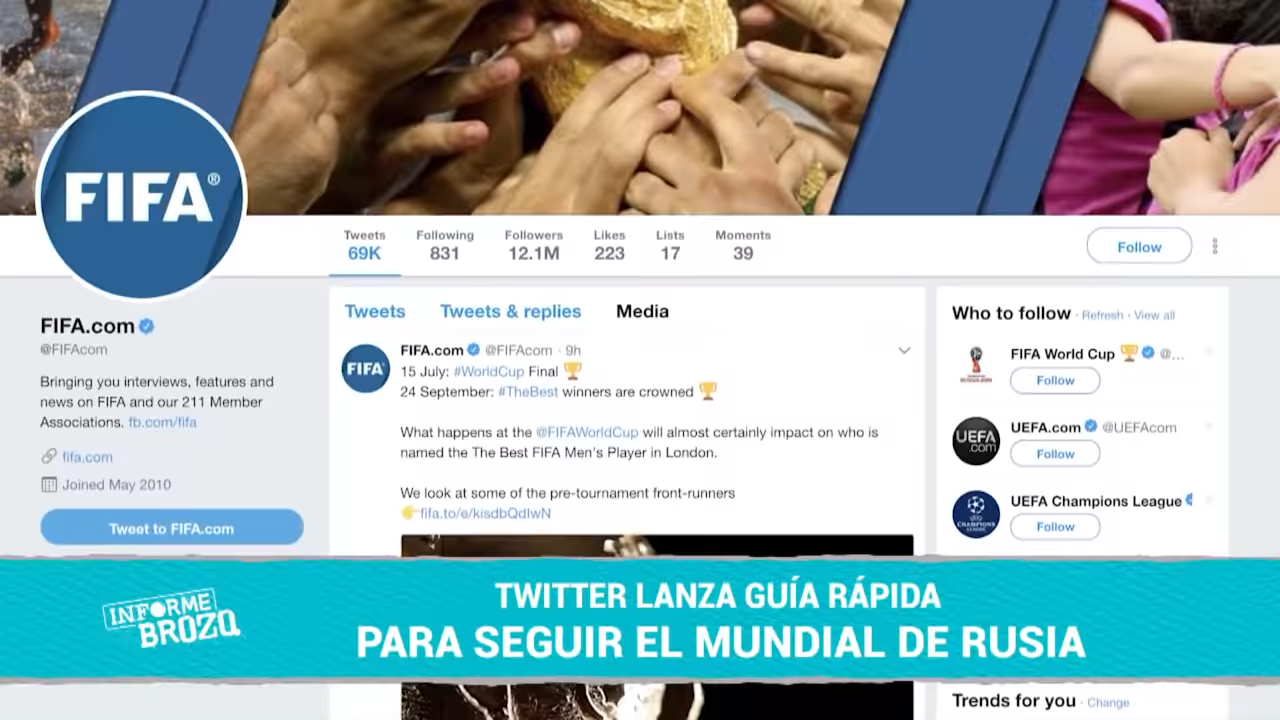 FIFA®
Tweets
69K
Following
831
Followers
12.1M
Likes
223
Lists
17
Moments
39
Follow
FIFA.com
@FIFAcom
Bringing you interviews, features and
news on FIFA and our 211 Member
Associations. fb.com/fifa
fifa.com
Joined May 2010
Tweet to FIFA.com
Tweets
Tweets & replies
Media
FIFA
FIFA.com @FIFAcom · 9h
15 July: #WorldCup Final 🏆
24 September: #TheBest winners are crowned 🏆
What happens at the @FIFAWorldCup will almost certainly impact on who is
named the The Best FIFA Men's Player in London.
We look at some of the pre-tournament front-runners
👉fifa.to/e/kisdbQdlwN
Who to follow · Refresh · View all
FIFA World Cup 🏆 @...
Follow
UEFA
.com
UEFA.com @UEFAcom
Follow
CHAMPIONS
LEAGUE
UEFA Champions League
Follow
INFORME
BROZO
TWITTER LANZA GUÍA RÁPIDA
PARA SEGUIR EL MUNDIAL DE RUSIA
Trends for you · Change